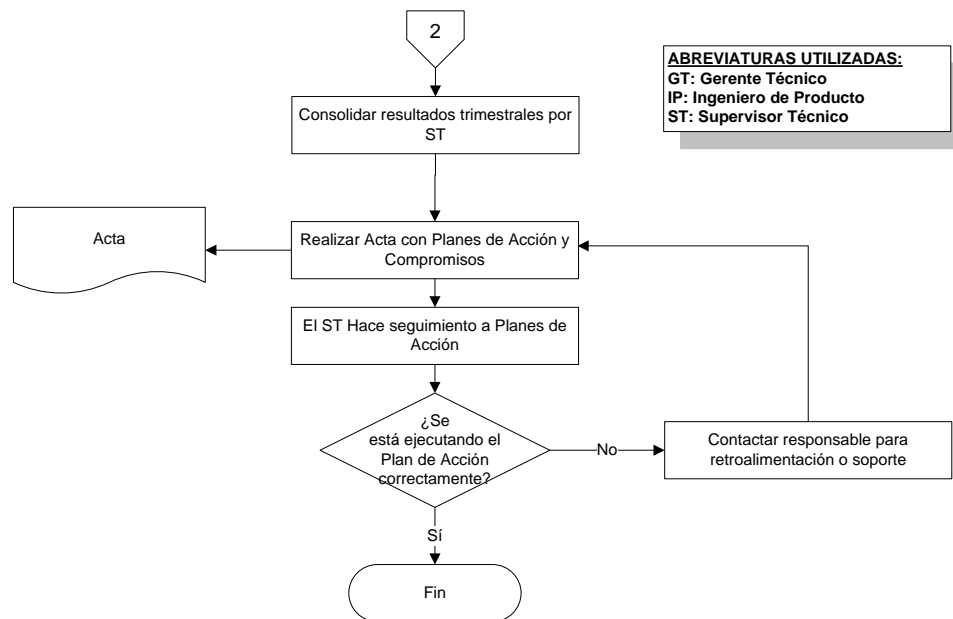 2
ABREVIATURAS UTILIZADAS:
GT: Gerente Técnico
IP: Ingeniero de Producto
ST: Supervisor Técnico
Consolidar resultados trimestrales por
ST
Acta
Realizar Acta con Planes de Acción y
Compromisos
El ST Hace seguimiento a Planes de
Acción
¿Se
está ejecutando el
Plan de Acción
correctamente?
No
Contactar responsable para
retroalimentación o soporte
Sí
Fin